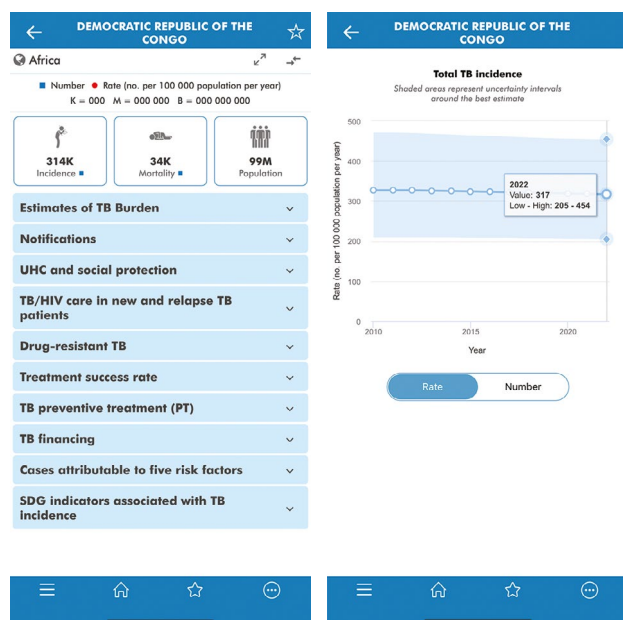 DEMOCRATIC REPUBLIC OF THE
CONGO
Africa
Number Rate (no. per 100 000 population per year)
K = 000 M = 000 000 B = 000 000 000
314K
Incidence
34K
Mortality
99M
Population
Estimates of TB Burden
Notifications
UHC and social protection
TB/HIV care in new and relapse TB
patients
Drug-resistant TB
Treatment success rate
TB preventive treatment (PT)
TB financing
Cases attributable to five risk factors
SDG indicators associated with TB
incidence
DEMOCRATIC REPUBLIC OF THE
CONGO
Total TB incidence
Shaded areas represent uncertainty intervals
around the best estimate
Rate (no. per 100 000 population per year)
500
400
300
200
100
0
2022
Value: 317
Low - High: 205 - 454
2010
2015
2020
Year
Rate
Number